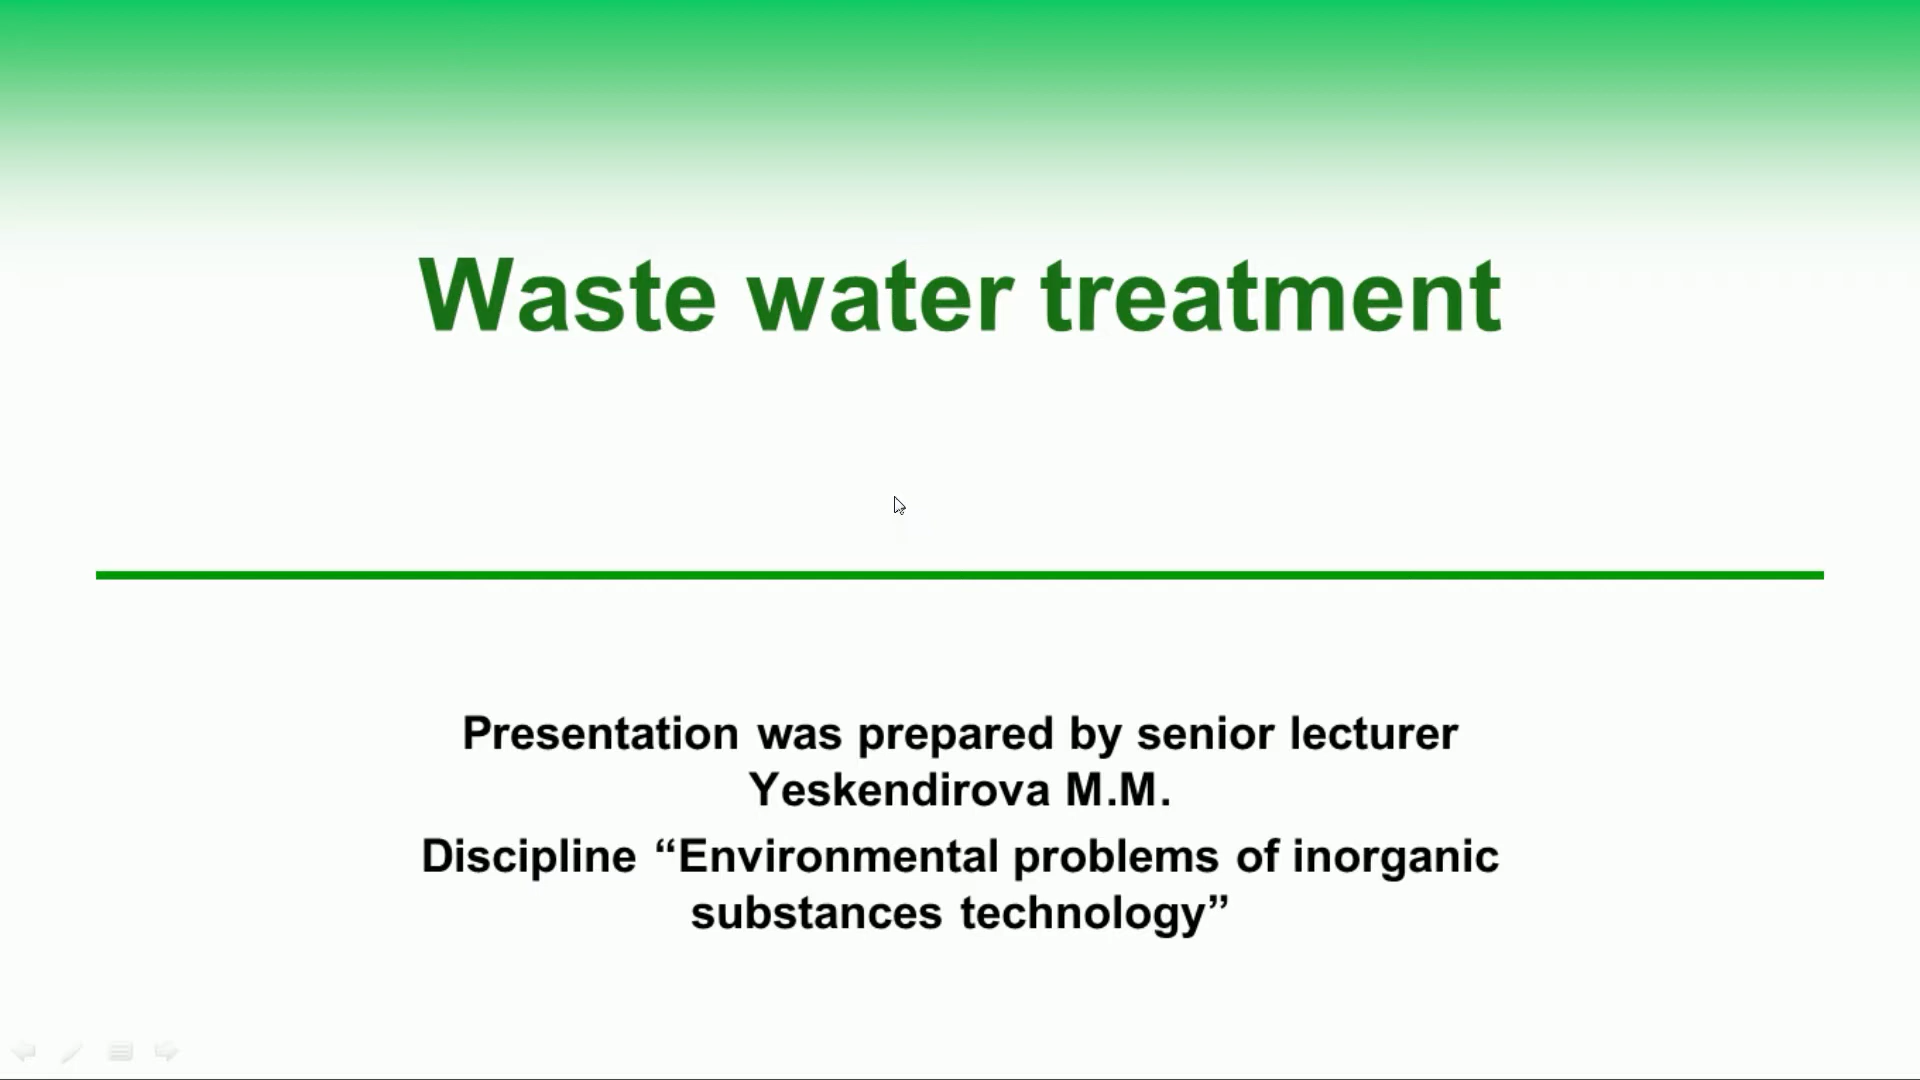 Waste water treatment
Presentation was prepared by senior lecturer
Yeskendirova M.M.
Discipline “Environmental problems of inorganic
substances technology”